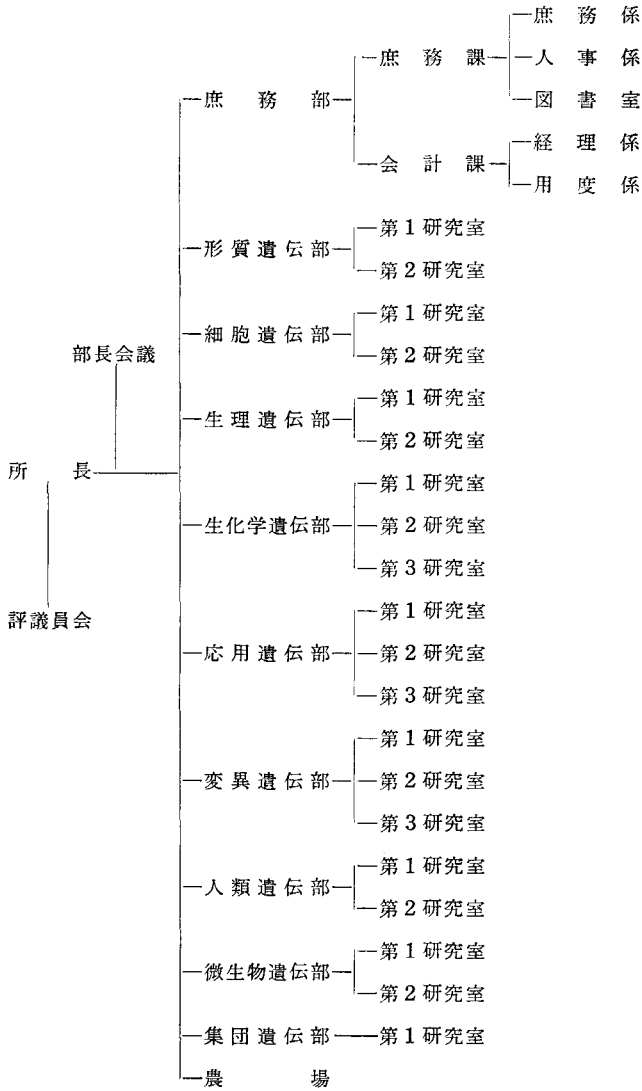 庶務係
庶務課
人事係
庶務部
図書室
経理係
会計課
用度係
第1研究室
形質遺伝部
第2研究室
第1研究室
細胞遺伝部
部長会議
第2研究室
第1研究室
生理遺伝部
第2研究室
所長
第1研究室
生化学遺伝部
第2研究室
第3研究室
第1研究室
評議員会
応用遺伝部
第2研究室
第3研究室
第1研究室
変異遺伝部
第2研究室
第3研究室
第1研究室
人類遺伝部
第2研究室
第1研究室
微生物遺伝部
第2研究室
集団遺伝部
第1研究室
農場